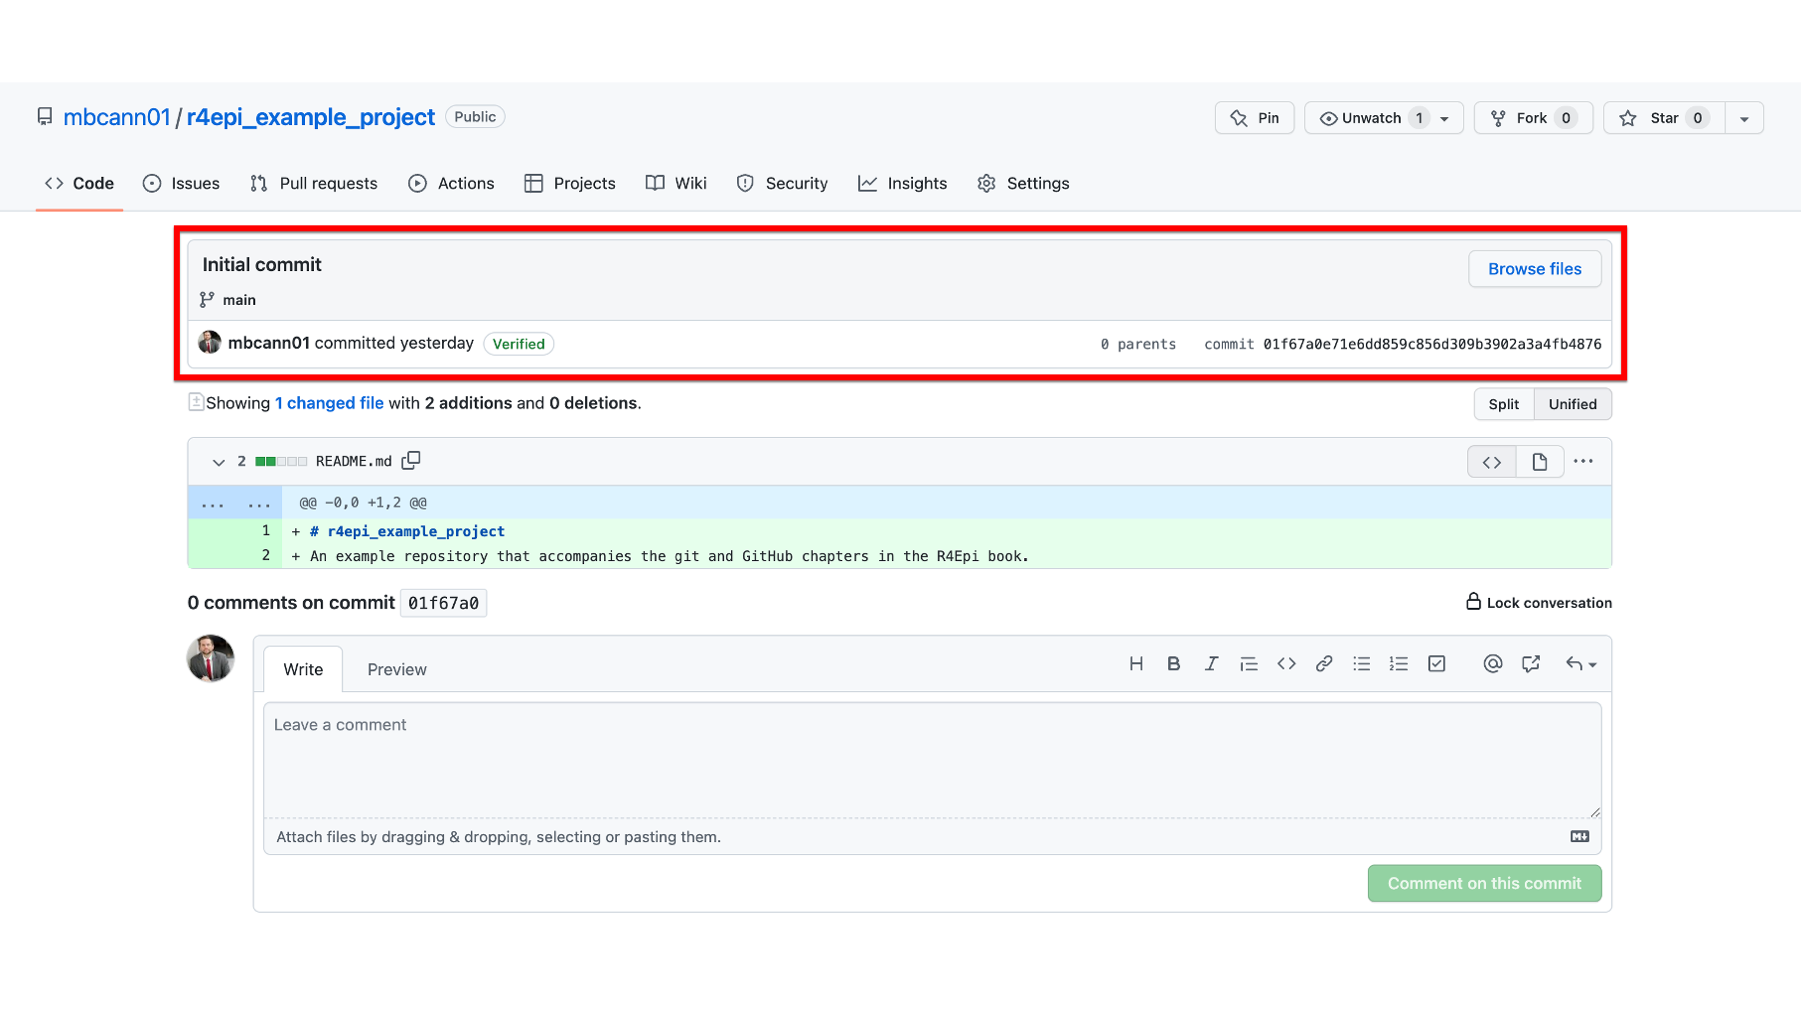 mbcann01 / r4epi_example_project Public
Pin Unwatch 1 Fork 0 Star 0
Code Issues Pull requests Actions Projects Wiki Security Insights Settings
Initial commit
Browse files
main
mbcann01 committed yesterday Verified 0 parents commit 01f67a0e71e6dd859c856d309b3902a3a4fb4876
Showing 1 changed file with 2 additions and 0 deletions. Split Unified
2 README.md
... ... @@ -0,0 +1,2 @@
1 + # r4epi_example_project
2 + An example repository that accompanies the git and GitHub chapters in the R4Epi book.
0 comments on commit 01f67a0 Lock conversation
Write Preview
Leave a comment
Attach files by dragging & dropping, selecting or pasting them.
Comment on this commit